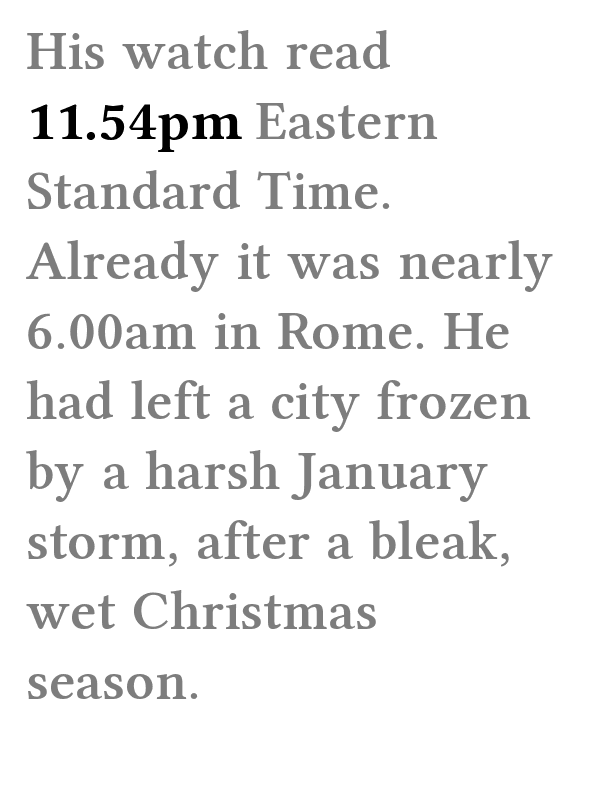 His watch read
11.54pm Eastern
Standard Time.
Already it was nearly
6.00am in Rome. He
had left a city frozen
by a harsh January
storm, after a bleak,
wet Christmas
season.